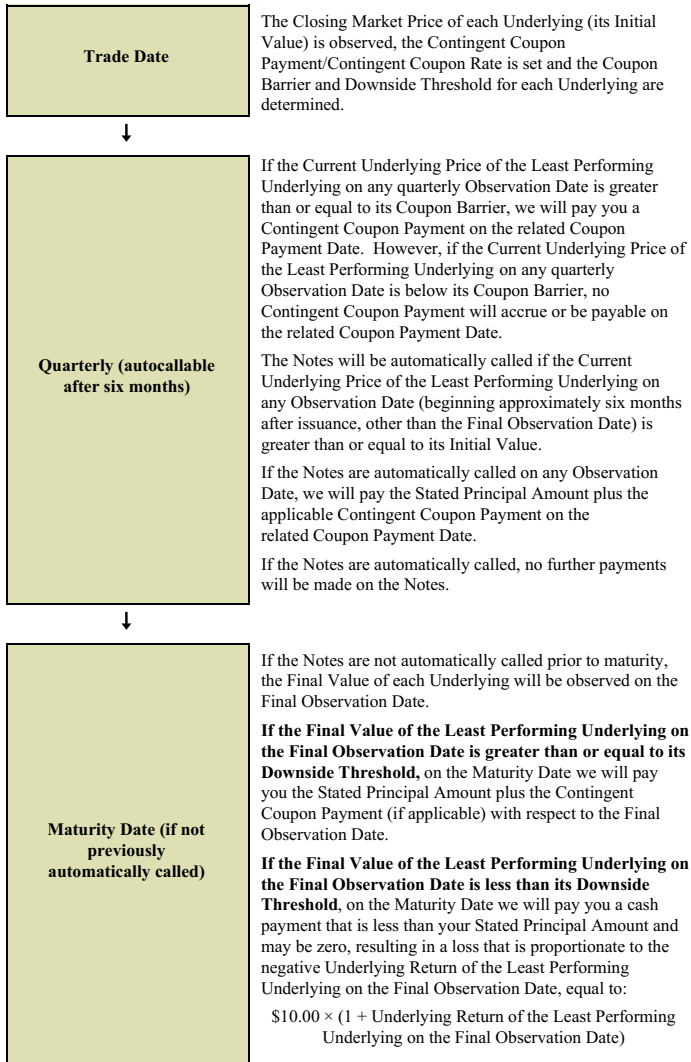 Trade Date
The Closing Market Price of each Underlying (its Initial
Value) is observed, the Contingent Coupon
Payment/Contingent Coupon Rate is set and the Coupon
Barrier and Downside Threshold for each Underlying are
determined.
Quarterly (autocallable
after six months)
If the Current Underlying Price of the Least Performing
Underlying on any quarterly Observation Date is greater
than or equal to its Coupon Barrier, we will pay you a
Contingent Coupon Payment on the related Coupon
Payment Date. However, if the Current Underlying Price of
the Least Performing Underlying on any quarterly
Observation Date is below its Coupon Barrier, no
Contingent Coupon Payment will accrue or be payable on
the related Coupon Payment Date.
The Notes will be automatically called if the Current
Underlying Price of the Least Performing Underlying on
any Observation Date (beginning approximately six months
after issuance, other than the Final Observation Date) is
greater than or equal to its Initial Value.
If the Notes are automatically called on any Observation
Date, we will pay the Stated Principal Amount plus the
applicable Contingent Coupon Payment on the
related Coupon Payment Date.
If the Notes are automatically called, no further payments
will be made on the Notes.
Maturity Date (if not
previously
automatically called)
If the Notes are not automatically called prior to maturity,
the Final Value of each Underlying will be observed on the
Final Observation Date.
If the Final Value of the Least Performing Underlying on
the Final Observation Date is greater than or equal to its
Downside Threshold, on the Maturity Date we will pay
you the Stated Principal Amount plus the Contingent
Coupon Payment (if applicable) with respect to the Final
Observation Date.
If the Final Value of the Least Performing Underlying on
the Final Observation Date is less than its Downside
Threshold, on the Maturity Date we will pay you a cash
payment that is less than your Stated Principal Amount and
may be zero, resulting in a loss that is proportionate to the
negative Underlying Return of the Least Performing
Underlying on the Final Observation Date, equal to:
$10.00 × (1 + Underlying Return of the Least Performing
Underlying on the Final Observation Date)